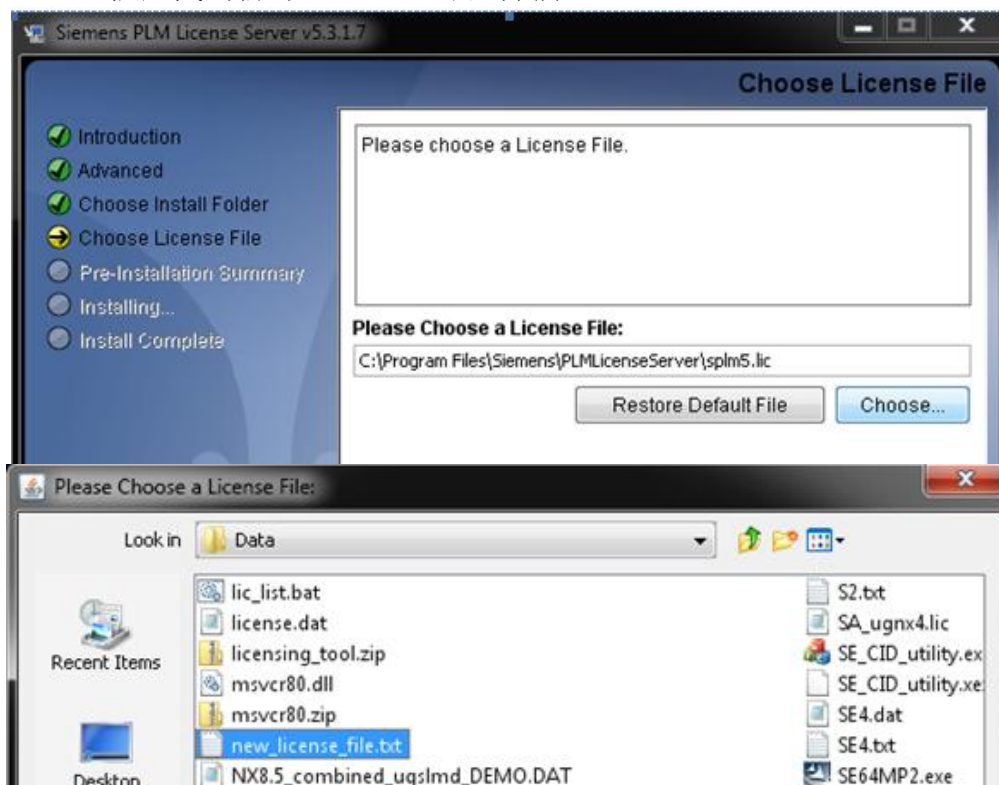 Siemens PLM License Server v5.3.1.7
Choose License File
Introduction
Advanced
Choose Install Folder
Choose License File
Pre-Installation Summary
Installing...
Install Complete
Please choose a License File.
Please Choose a License File:
C:\Program Files\Siemens\PLMLicenseServer\splm5.lic
Restore Default File
Choose...
Please Choose a License File:
Look in
Data
Recent Items
Desktop
lic_list.bat
license.dat
licensing_tool.zip
msvcr80.dll
msvcr80.zip
new_license_file.txt
NX8.5_combined_ugslmd_DEMO.DAT
S2.txt
SA_ugnx4.lic
SE_CID_utility.ex
SE_CID_utility.xe
SE4.dat
SE4.txt
SE64MP2.exe